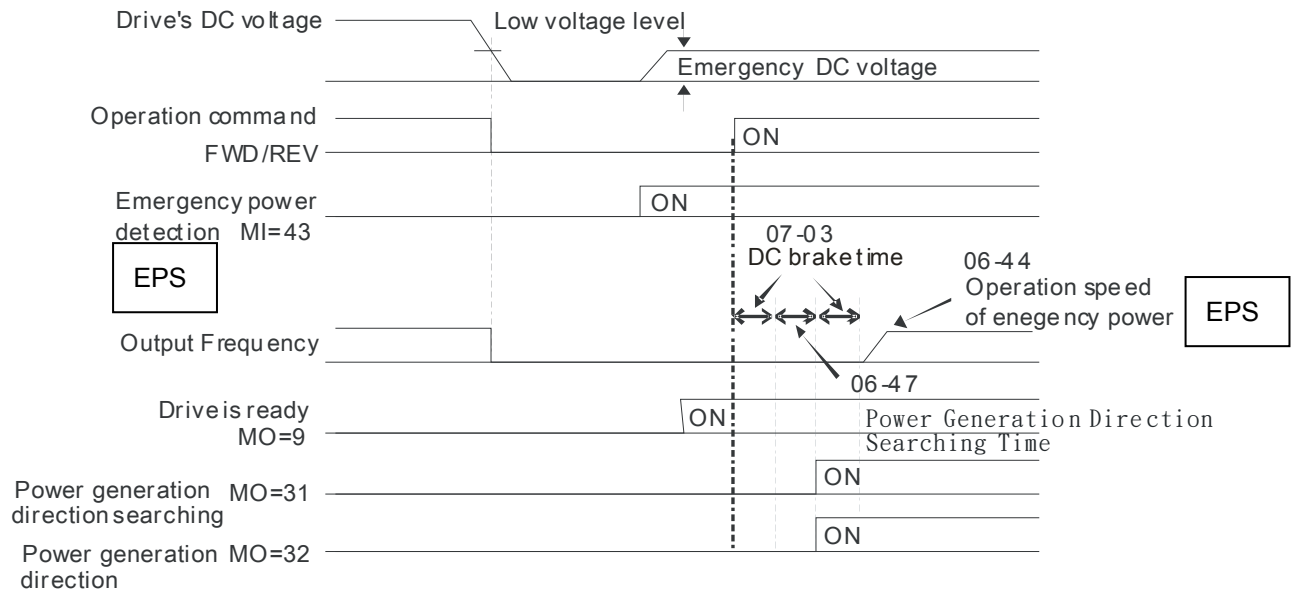 Drive's DC voltage
Low voltage level
Emergency DC voltage
Operation command
FWD/REV
ON
Emergency power
detection MI=43
ON
EPS
07-03
DC brake time
06-44
Operation speed
of enegency power
EPS
Output Frequency
06-47
Drive is ready
MO=9
ON
Power Generation Direction
Searching Time
Power generation MO=31
direction searching
ON
Power generation MO=32
direction
ON